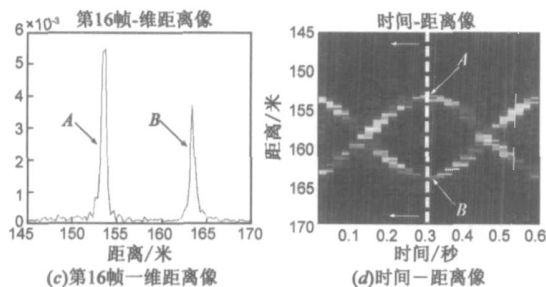 第16帧-维距离像
6×10⁻³
5
4
3
2
1
0
A
B
145 150 155 160 165 170
距离/米
(c)第16帧一维距离像
时间-距离像
145
150
155
160
165
170
距离/米
A
B
0.1 0.2 0.3 0.4 0.5 0.6
时间/秒
(d)时间－距离像